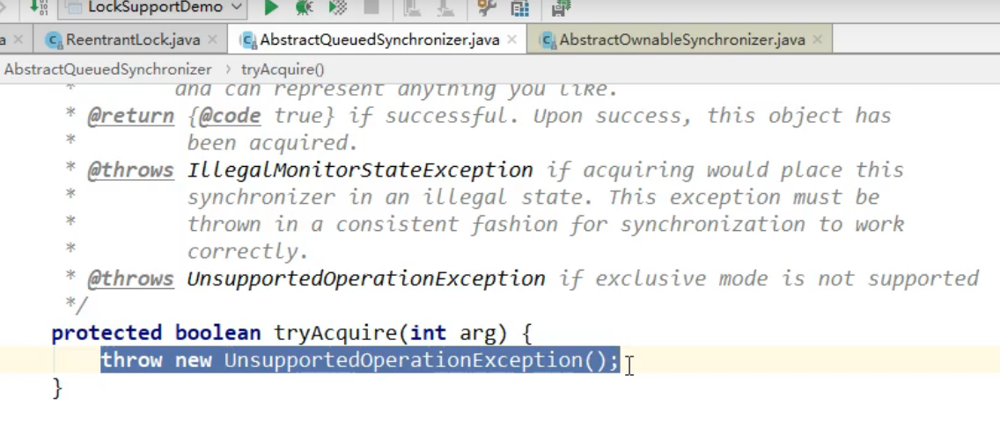 LockSupportDemo
a ReentrantLock.java AbstractQueuedSynchronizer.java AbstractOwnableSynchronizer.java
AbstractQueuedSynchronizer › tryAcquire()
* and can represent anything you like.
* @return {@code true} if successful. Upon success, this object has
* been acquired.
* @throws IllegalMonitorStateException if acquiring would place this
* synchronizer in an illegal state. This exception must be
* thrown in a consistent fashion for synchronization to work
* correctly.
* @throws UnsupportedOperationException if exclusive mode is not supported
*/
protected boolean tryAcquire(int arg) {
throw new UnsupportedOperationException();
}